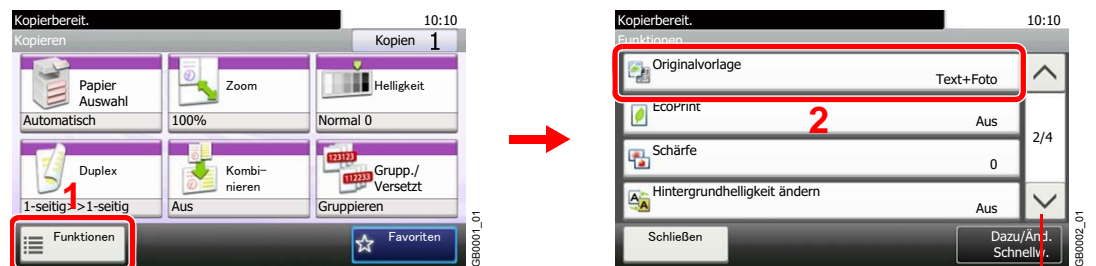 Kopierbereit. 10:10
Kopieren Kopien 1
Papier Auswahl
Automatisch
Zoom
100%
Helligkeit
Normal 0
Duplex
1-seitig>>1-seitig
Kombi-
nieren
Aus
Grupp./
Versetzt
Gruppieren
123123
112233
1
Funktionen
Favoriten
GB0001_01
Kopierbereit. 10:10
Funktionen
Originalvorlage
Text+Foto
EcoPrint
Aus
2
2/4
Schärfe
0
Hintergrundhelligkeit ändern
Aus
Schließen
Dazu/Änd.
Schnellw.
GB0002_01